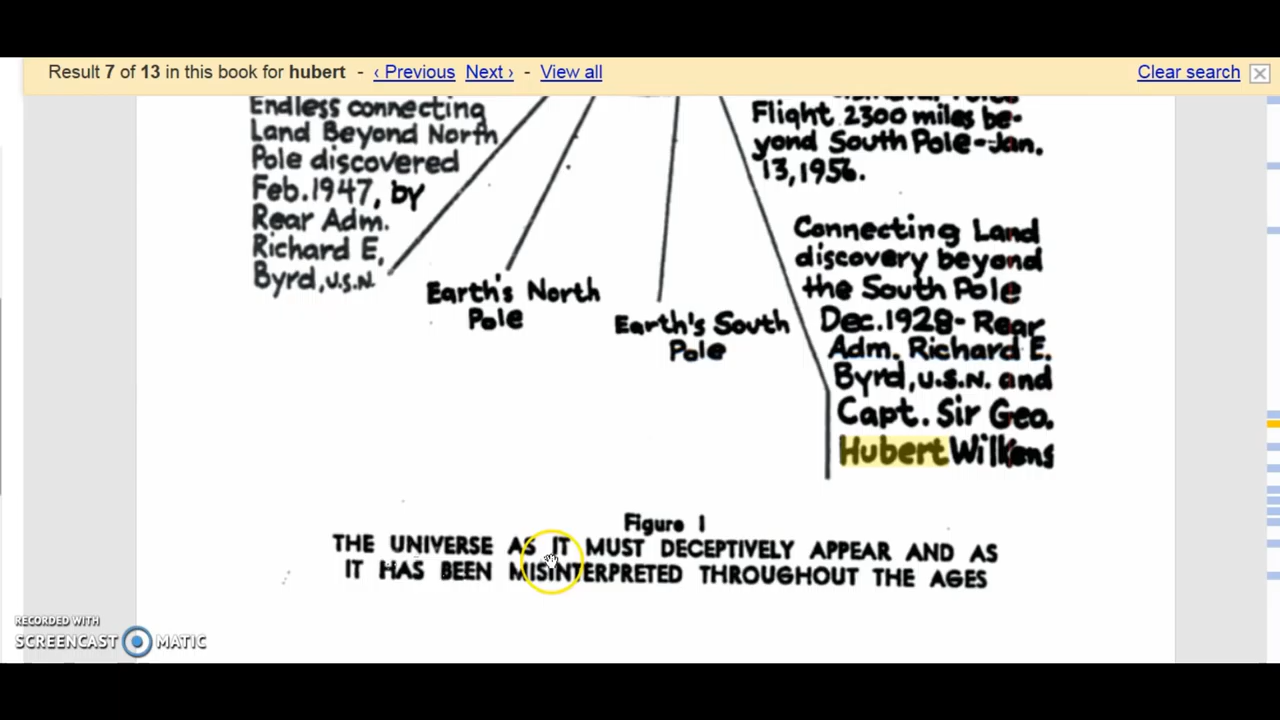 Result 7 of 13 in this book for hubert - ‹ Previous Next › - View all
Clear search
Endless connecting
Land Beyond North
Pole discovered
Feb.1947, by
Rear Adm.
Richard E.
Byrd,U.S.N.
Earth's North
Pole
Earth's South
Pole
Flight 2300 miles be-
yond South Pole-Jan.
13,1956.
Connecting Land
discovery beyond
the South Pole
Dec.1928- Rear
Adm. Richard E.
Byrd,U.S.N. and
Capt. Sir Geo.
Hubert Wilkens
Figure 1
THE UNIVERSE AS IT MUST DECEPTIVELY APPEAR AND AS
IT HAS BEEN MISINTERPRETED THROUGHOUT THE AGES
RECORDED WITH
SCREENCAST MATIC